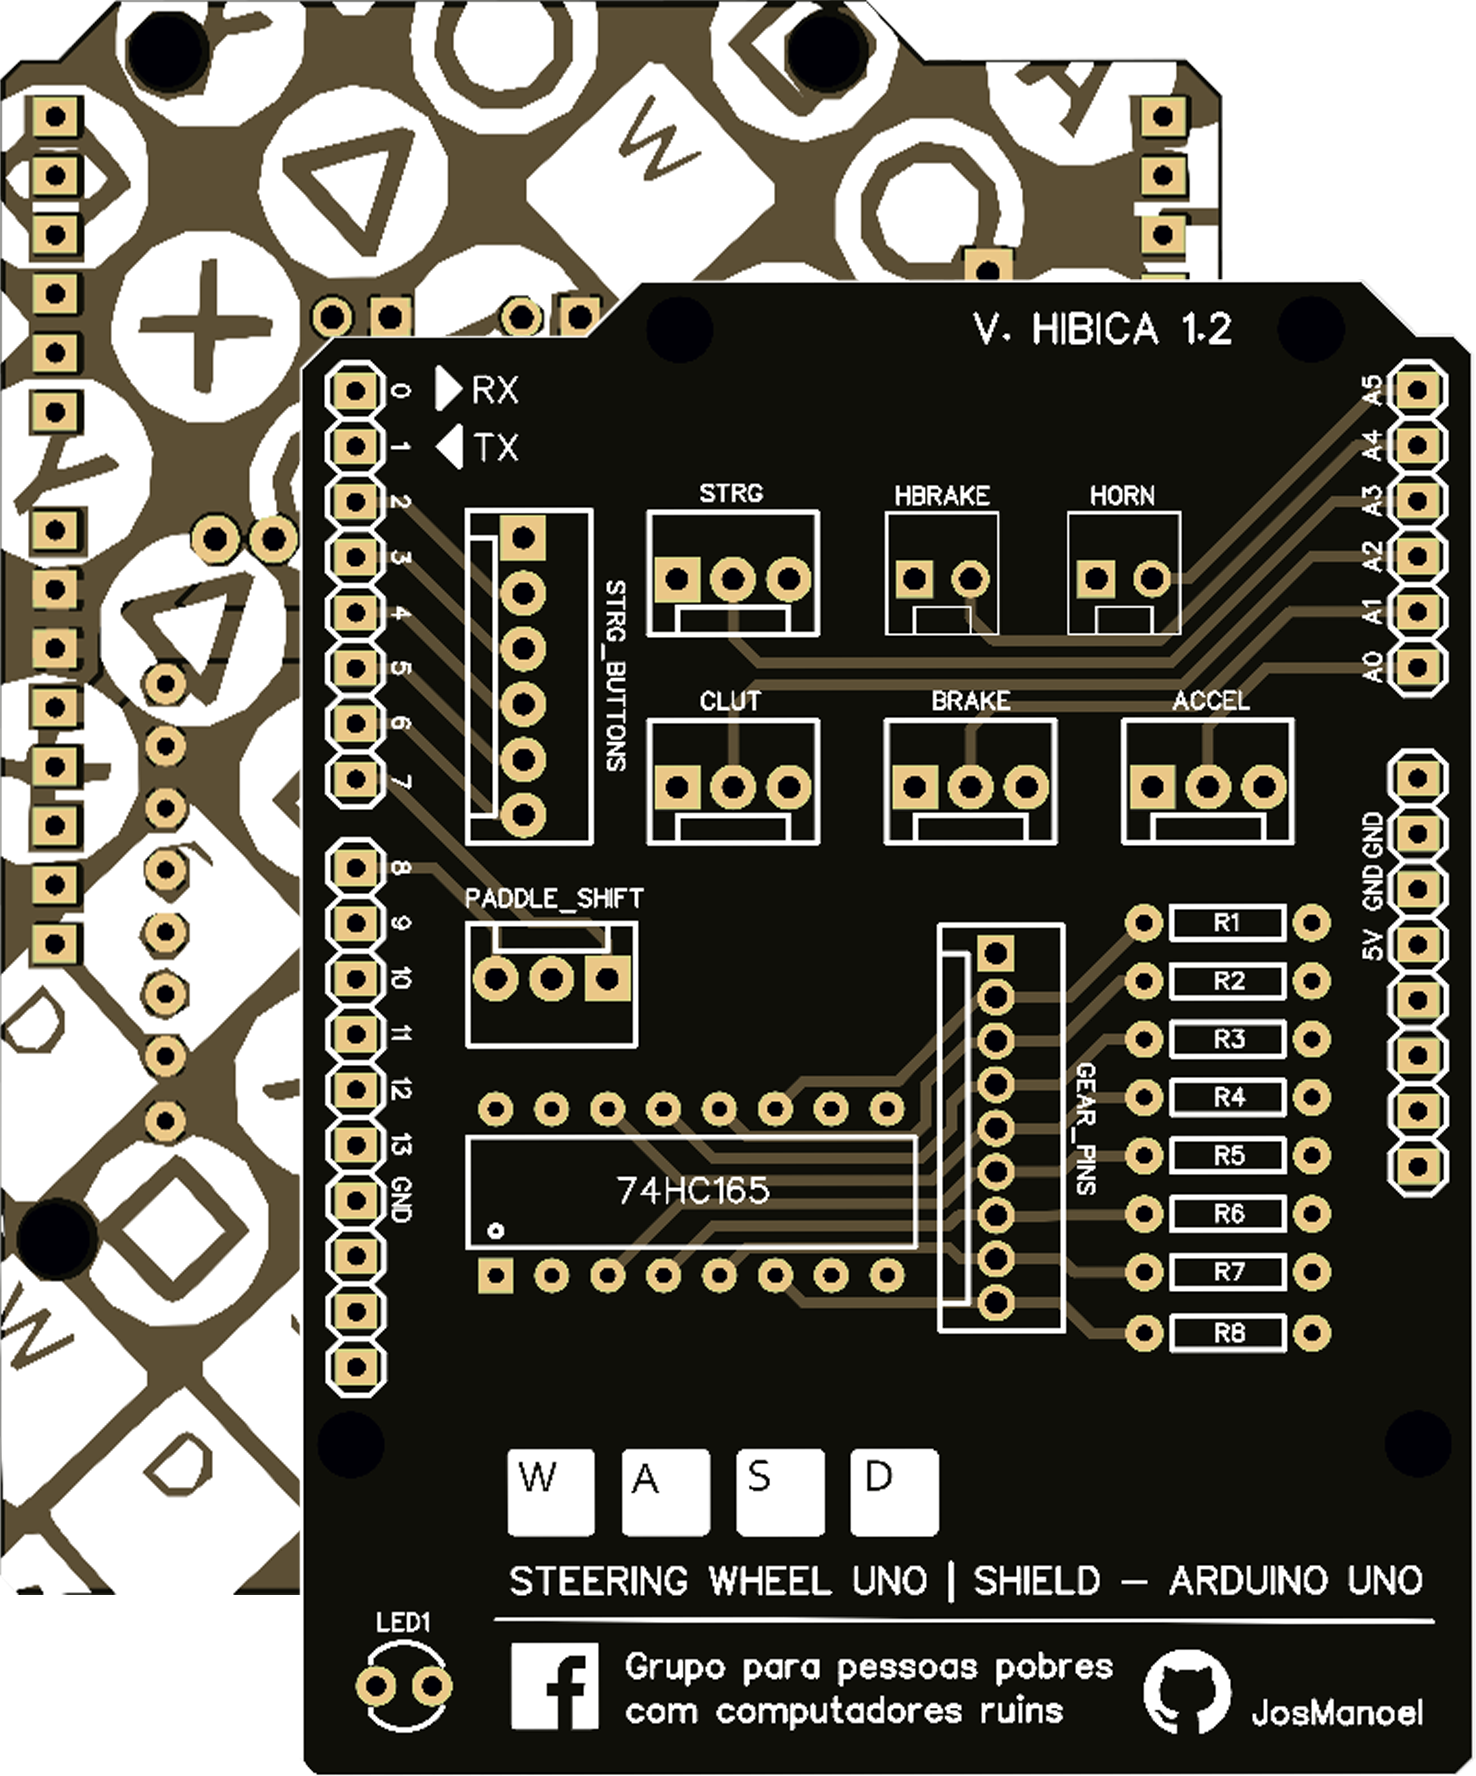 W
A
Y
D
W
D
V. HIBICA 1.2
0
RX
1
TX
2
3
4
5
6
7
8
9
10
11
12
13
GND
A5
A4
A3
A2
A1
A0
GND
GND
5V
STRG
HBRAKE
HORN
STRG_BUTTONS
CLUT
BRAKE
ACCEL
PADDLE_SHIFT
74HC165
GEAR_PINS
R1
R2
R3
R4
R5
R6
R7
R8
W A S D
STEERING WHEEL UNO | SHIELD – ARDUINO UNO
LED1
f
Grupo para pessoas pobres
com computadores ruins
JosManoel